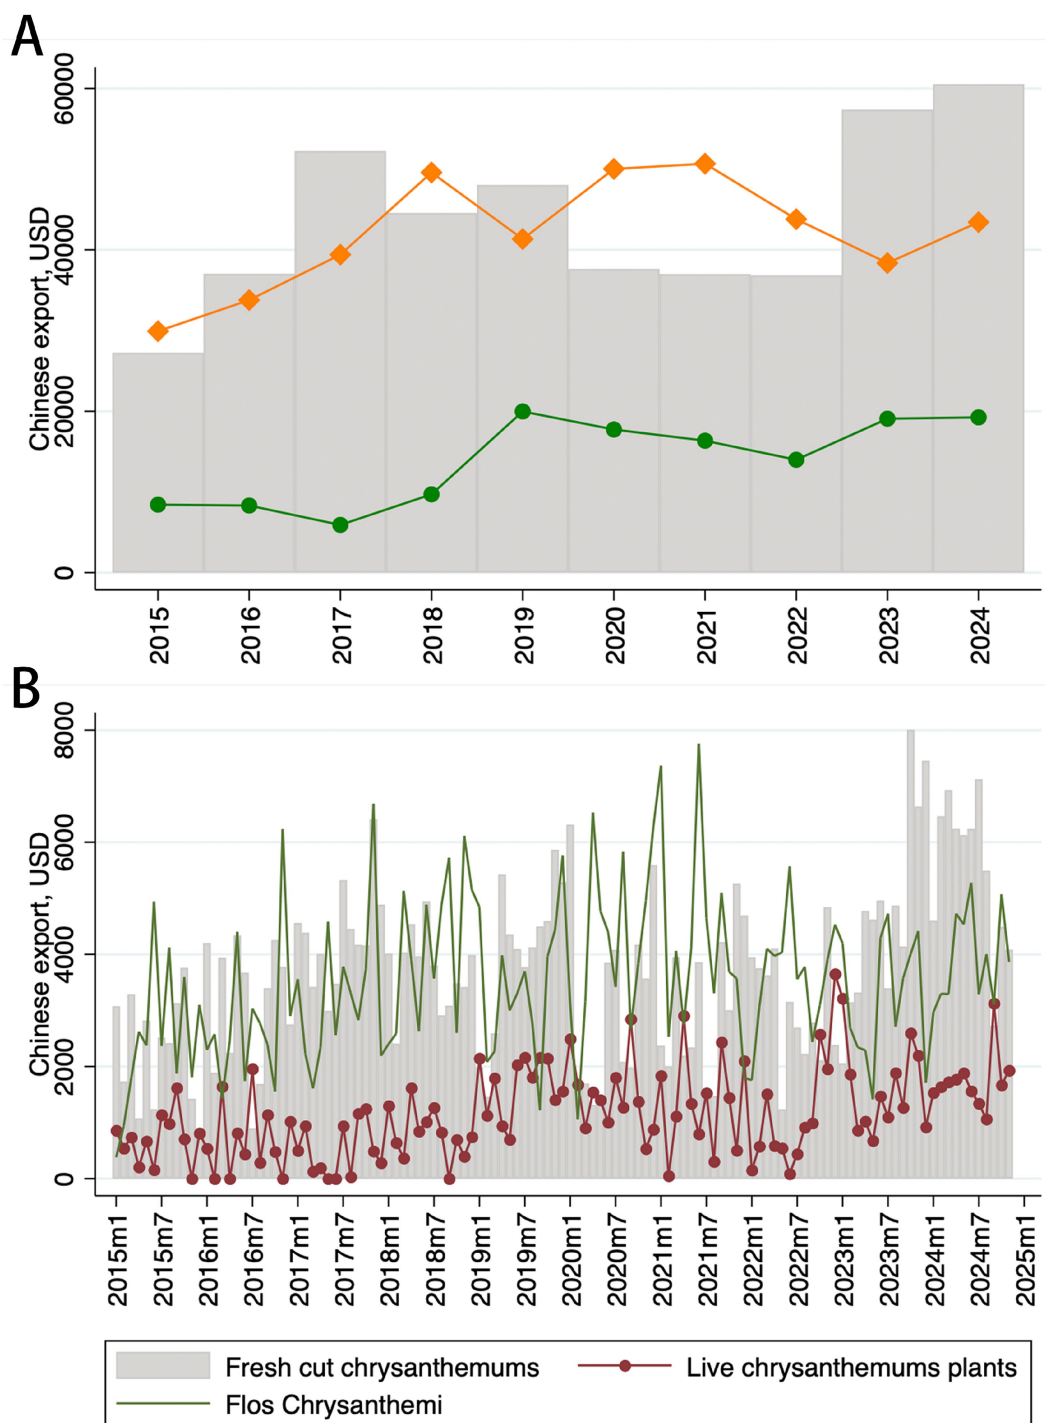 A
Chinese export, USD
60000
40000
20000
0
2015
2016
2017
2018
2019
2020
2021
2022
2023
2024
B
Chinese export, USD
8000
6000
4000
2000
0
2015m1
2015m7
2016m1
2016m7
2017m1
2017m7
2018m1
2018m7
2019m1
2019m7
2020m1
2020m7
2021m1
2021m7
2022m1
2022m7
2023m1
2023m7
2024m1
2024m7
2025m1
Fresh cut chrysanthemums
Live chrysanthemums plants
Flos Chrysanthemi